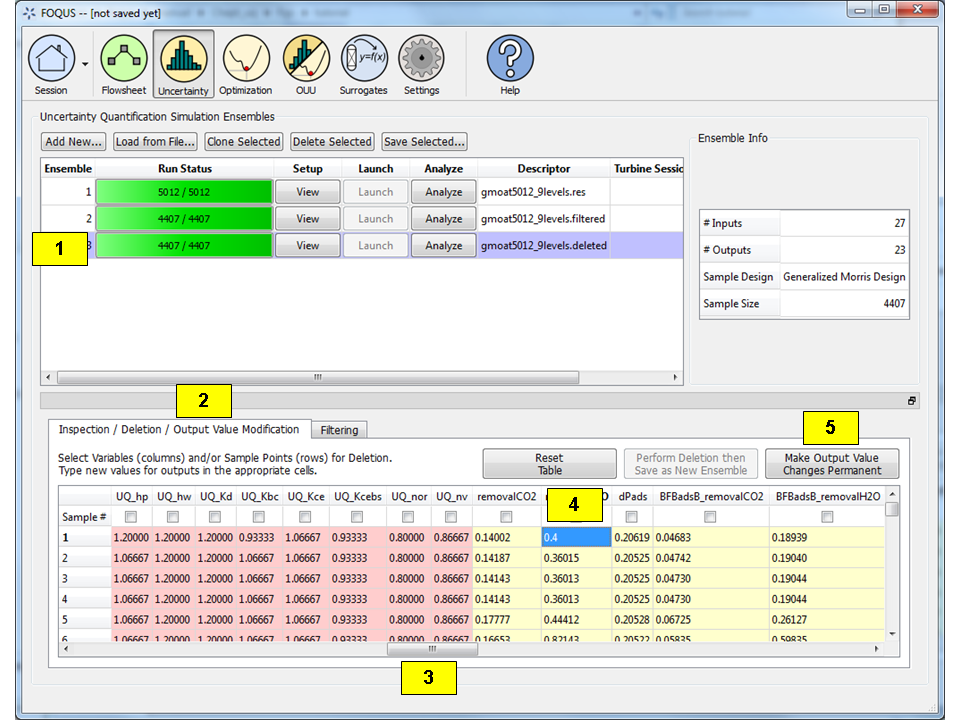 FOQUS -- [not saved yet]
Session Flowsheet Uncertainty Optimization OUU Surrogates Settings Help
y=f(x)
Uncertainty Quantification Simulation Ensembles
Add New... Load from File... Clone Selected Delete Selected Save Selected...
Ensemble Run Status Setup Launch Analyze Descriptor Turbine Sessio
1 5012 / 5012 View Launch Analyze gmoat5012_9levels.res
2 4407 / 4407 View Launch Analyze gmoat5012_9levels.filtered
3 4407 / 4407 View Launch Analyze gmoat5012_9levels.deleted
1
Ensemble Info
# Inputs 27
# Outputs 23
Sample Design Generalized Morris Design
Sample Size 4407
2
5
Inspection / Deletion / Output Value Modification Filtering
Select Variables (columns) and/or Sample Points (rows) for Deletion.
Type new values for outputs in the appropriate cells.
Reset
Table
Perform Deletion then
Save as New Ensemble
Make Output Value
Changes Permanent
UQ_hp UQ_hw UQ_Kd UQ_Kbc UQ_Kce UQ_Kcebs UQ_nor UQ_nv removalCO2 dPads BFBadsB_removalCO2 BFBadsB_removalH2O
4
Sample #
1 1.20000 1.20000 1.20000 0.93333 1.06667 0.93333 0.80000 0.86667 0.14002 0.4 0.20619 0.04683 0.18939
2 1.06667 1.20000 1.20000 1.06667 1.06667 0.93333 0.80000 0.86667 0.14187 0.36015 0.20525 0.04742 0.19040
3 1.06667 1.20000 1.20000 1.06667 1.06667 0.93333 0.80000 0.86667 0.14143 0.36013 0.20525 0.04730 0.19044
4 1.06667 1.20000 1.20000 1.06667 1.06667 0.93333 0.80000 0.86667 0.14143 0.36013 0.20525 0.04730 0.19044
5 1.06667 1.20000 1.20000 1.06667 1.06667 0.93333 0.80000 0.86667 0.17777 0.44412 0.20528 0.06725 0.26127
6 1.06667 1.20000 1.20000 1.06667 1.06667 0.93333 0.80000 0.86667 0.16653 0.82143 0.20522 0.05835 0.59835
3